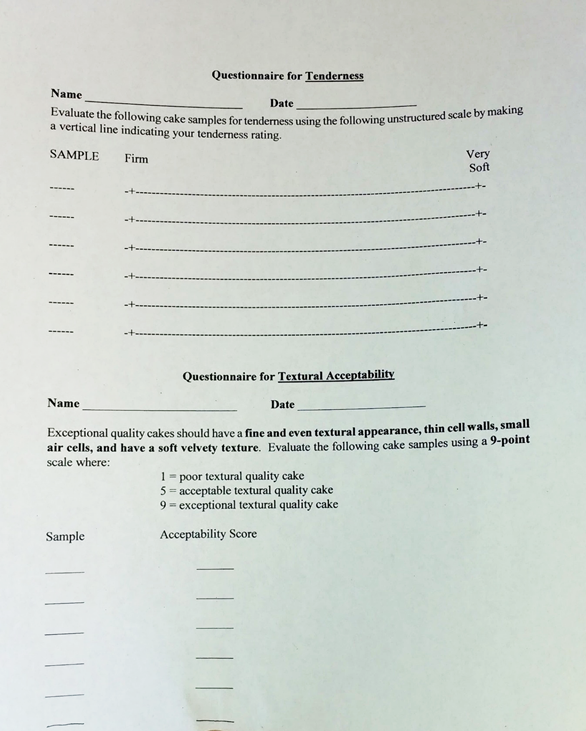 Questionnaire for Tenderness
Name ____________________
Date ____________________
Evaluate the following cake samples for tenderness using the following unstructured scale by making
a vertical line indicating your tenderness rating.
SAMPLE Firm Very
Soft
------ -+------------------------------------------------------------+-
------ -+------------------------------------------------------------+-
------ -+------------------------------------------------------------+-
------ -+------------------------------------------------------------+-
------ -+------------------------------------------------------------+-
------ -+------------------------------------------------------------+-
Questionnaire for Textural Acceptability
Name ____________________ Date ____________________
Exceptional quality cakes should have a fine and even textural appearance, thin cell walls, small
air cells, and have a soft velvety texture. Evaluate the following cake samples using a 9-point
scale where:
1 = poor textural quality cake
5 = acceptable textural quality cake
9 = exceptional textural quality cake
Sample Acceptability Score
______ ______
______ ______
______ ______
______ ______
______ ______
______ ______